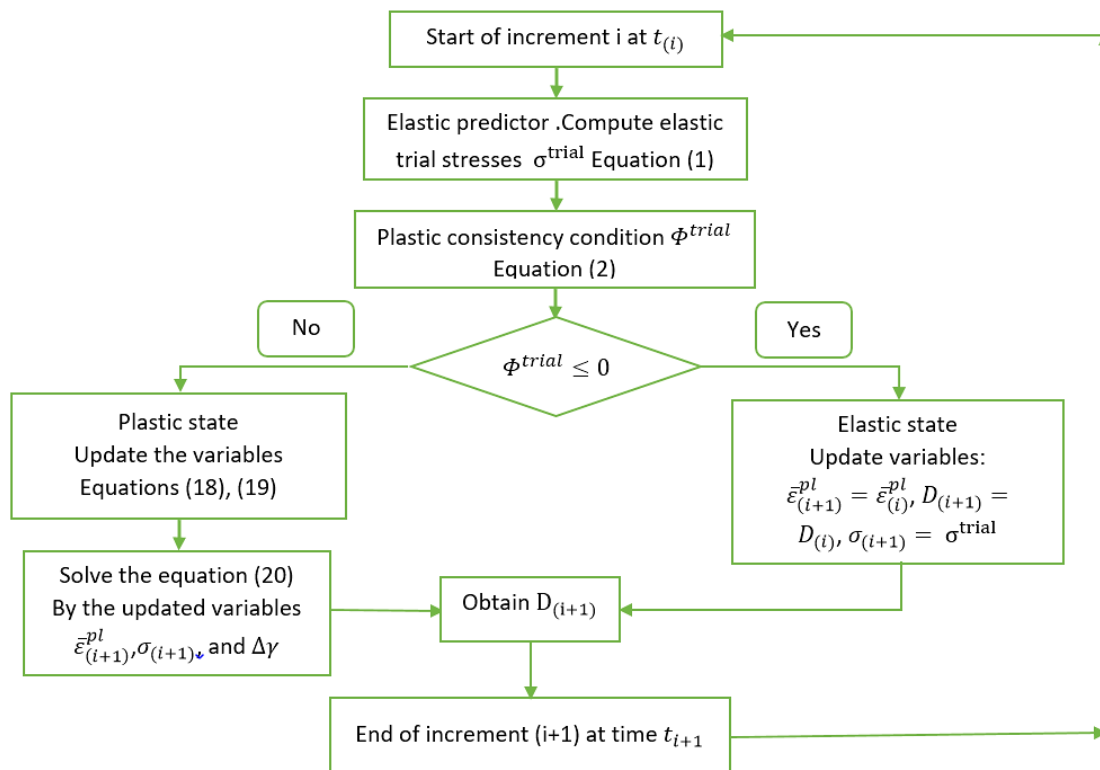 Start of increment i at t₍ᵢ₎
Elastic predictor .Compute elastic
trial stresses σ^trial Equation (1)
Plastic consistency condition Φ^trial
Equation (2)
No
Yes
Φ^trial ≤ 0
Plastic state
Update the variables
Equations (18), (19)
Elastic state
Update variables:
ε̄^pl_(i+1) = ε̄^pl_(i), D_(i+1) =
D_(i), σ_(i+1) = σ^trial
Solve the equation (20)
By the updated variables
ε̄^pl_(i+1),σ_(i+1), and Δγ
Obtain D_(i+1)
End of increment (i+1) at time t_i+1